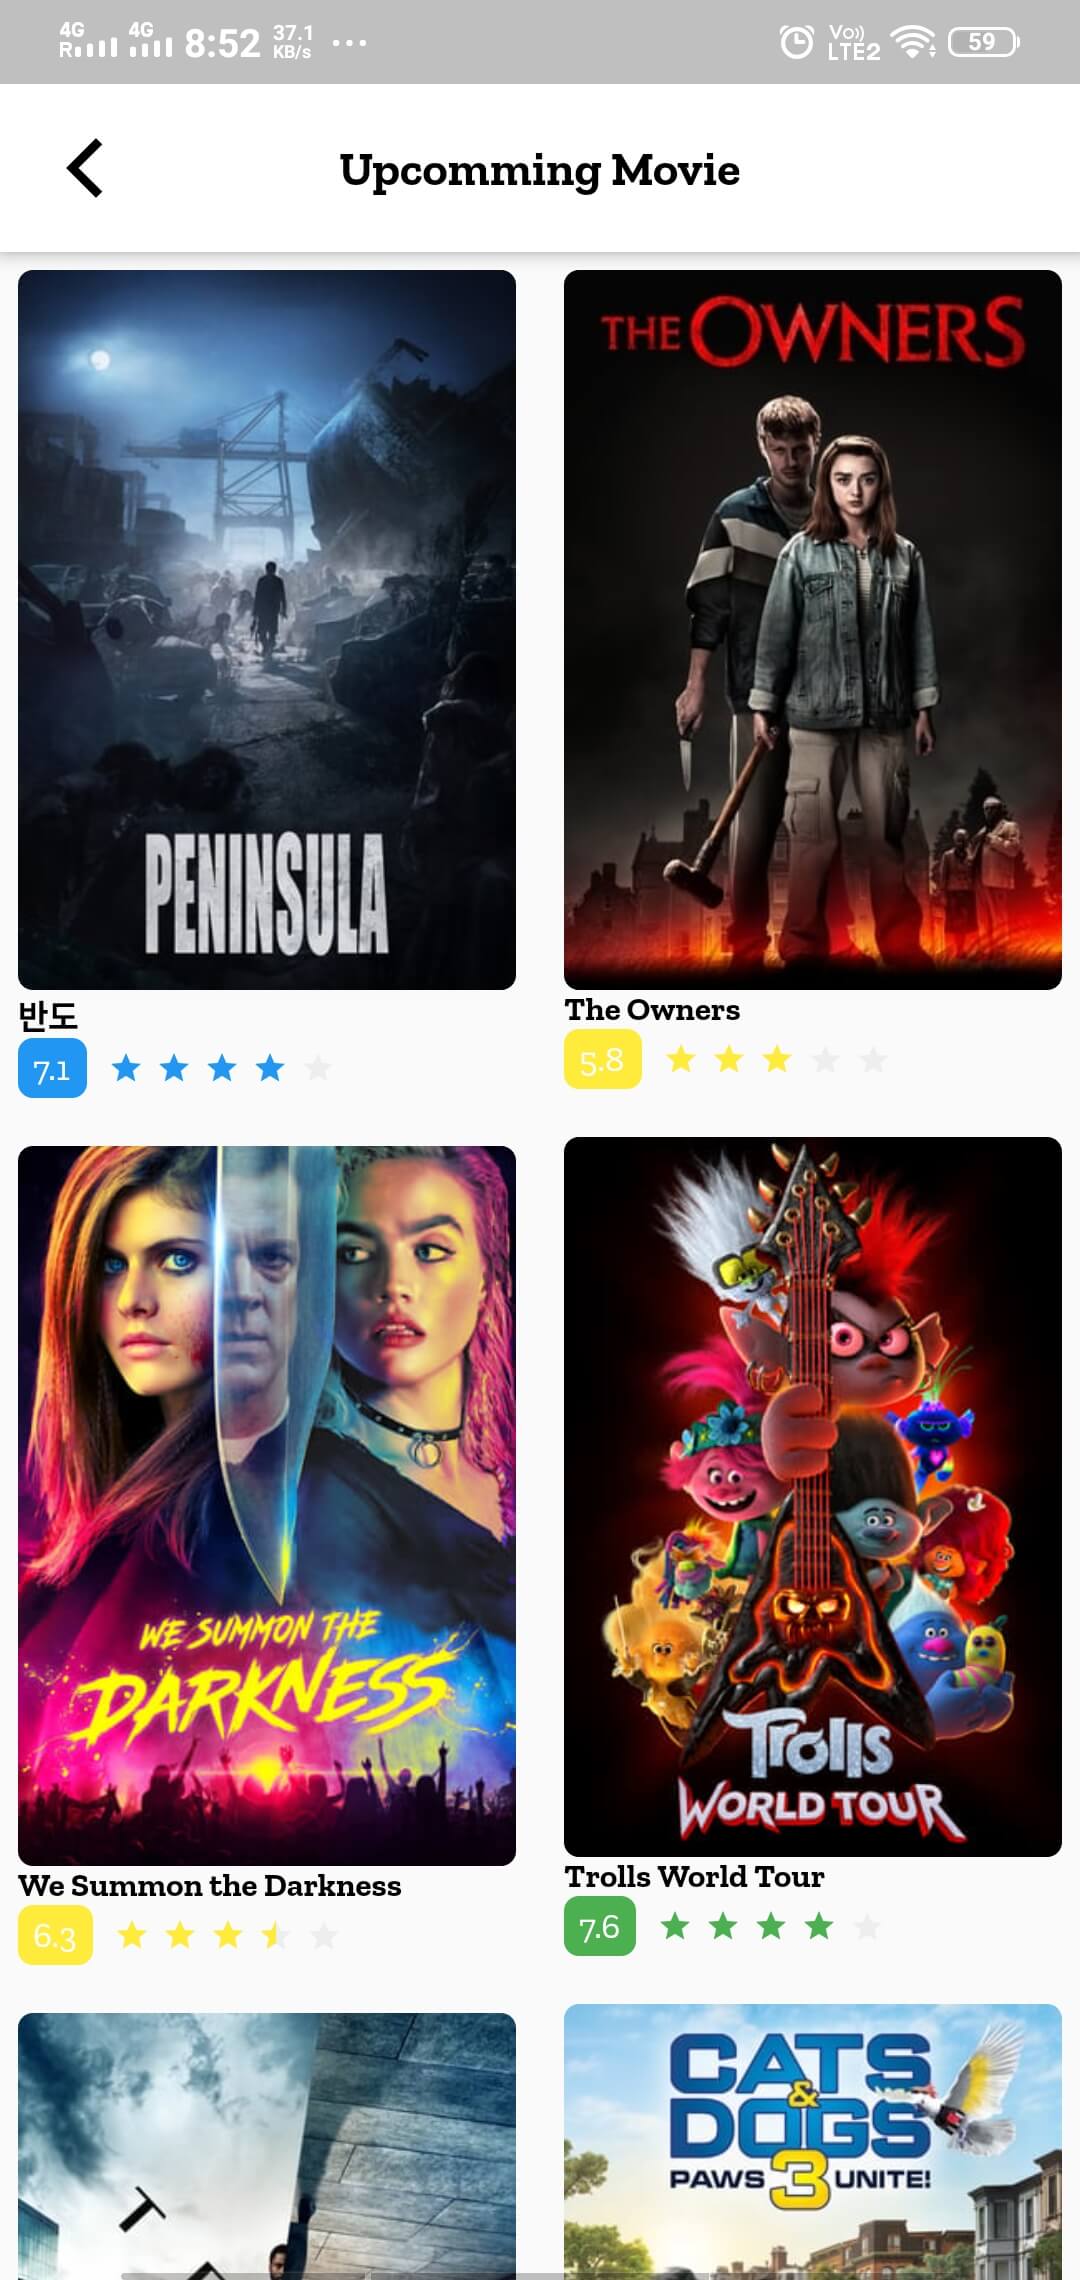 4G 4G
R 8:52 37.1 KB/s ... Vo)) LTE2 59
Upcomming Movie
PENINSULA
반도
7.1
THE OWNERS
The Owners
5.8
WE SUMMON THE
DARKNESS
We Summon the Darkness
6.3
Trolls
WORLD TOUR
Trolls World Tour
7.6
T
CATS
&
DOGS
PAWS 3 UNITE!